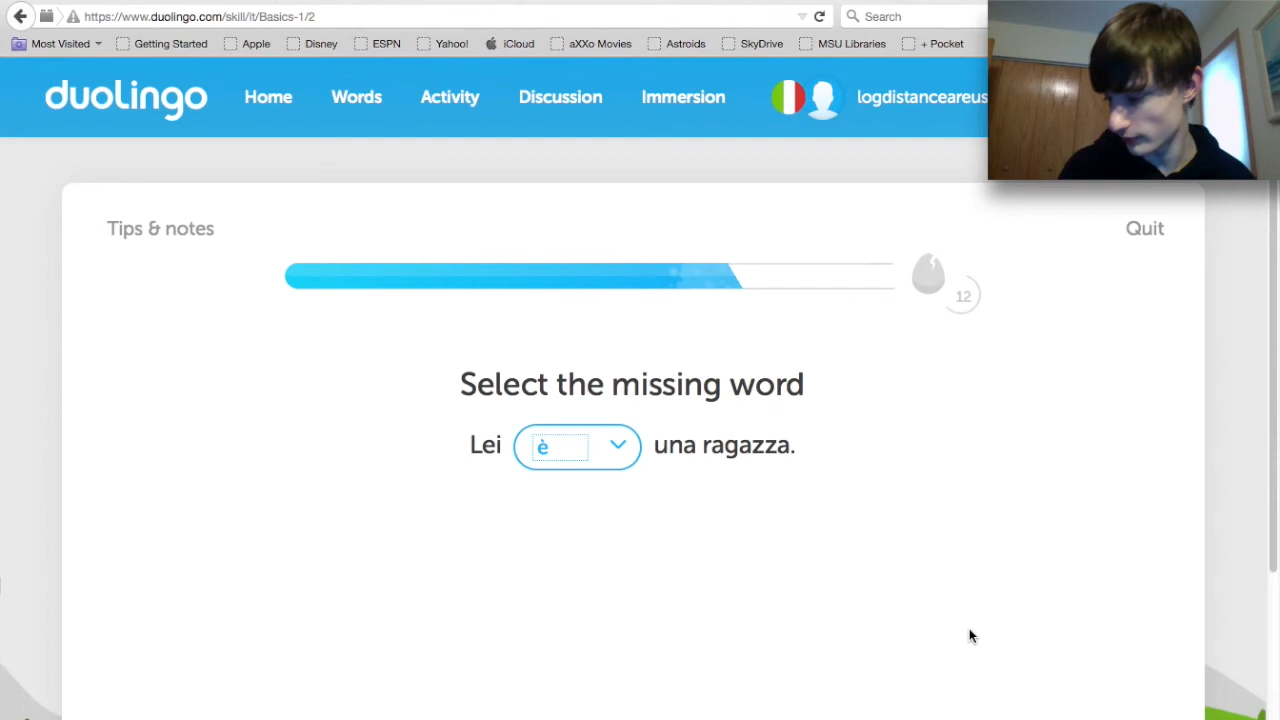 https://www.duolingo.com/skill/it/Basics-1/2
Search
Most Visited
Getting Started
Apple
Disney
ESPN
Yahoo!
iCloud
aXXo Movies
Astroids
SkyDrive
MSU Libraries
+ Pocket
duolingo
Home
Words
Activity
Discussion
Immersion
logdistanceareus
Tips & notes
Quit
12
Select the missing word
Lei è una ragazza.